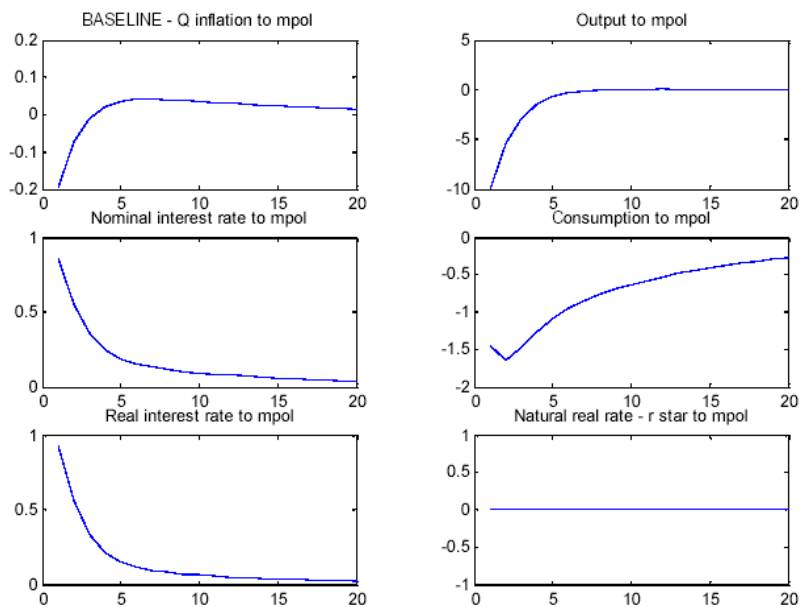 BASELINE - Q inflation to mpol
0.2
0.1
0
-0.1
-0.2
0 5 10 15 20
Output to mpol
5
0
-5
-10
0 5 10 15 20
Nominal interest rate to mpol
1
0.5
0
0 5 10 15 20
Consumption to mpol
0
-0.5
-1
-1.5
-2
0 5 10 15 20
Real interest rate to mpol
1
0.5
0
0 5 10 15 20
Natural real rate - r star to mpol
1
0.5
0
-0.5
-1
0 5 10 15 20